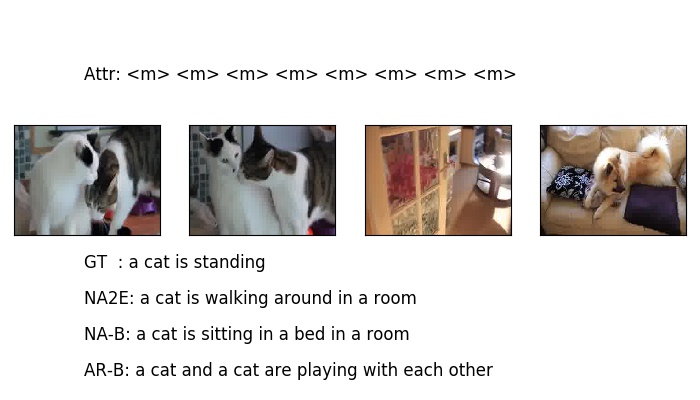 Attr: <m> <m> <m> <m> <m> <m> <m> <m>
GT  : a cat is standing
NA2E: a cat is walking around in a room
NA-B: a cat is sitting in a bed in a room
AR-B: a cat and a cat are playing with each other